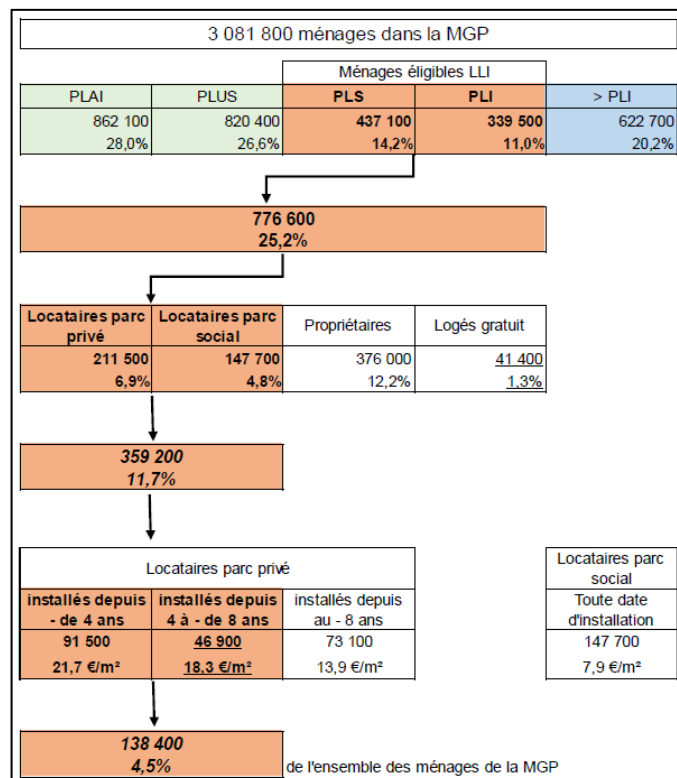 3 081 800 ménages dans la MGP
Ménages éligibles LLI
PLAI PLUS PLS PLI > PLI
862 100 820 400 437 100 339 500 622 700
28,0% 26,6% 14,2% 11,0% 20,2%
776 600
25,2%
Locataires parc privé Locataires parc social Propriétaires Logés gratuit
211 500 147 700 376 000 41 400
6,9% 4,8% 12,2% 1,3%
359 200
11,7%
Locataires parc privé
Locataires parc social
installés depuis - de 4 ans installés depuis 4 à - de 8 ans installés depuis au - 8 ans Toute date d'installation
91 500 46 900 73 100 147 700
21,7 €/m² 18,3 €/m² 13,9 €/m² 7,9 €/m²
138 400
4,5% de l'ensemble des ménages de la MGP